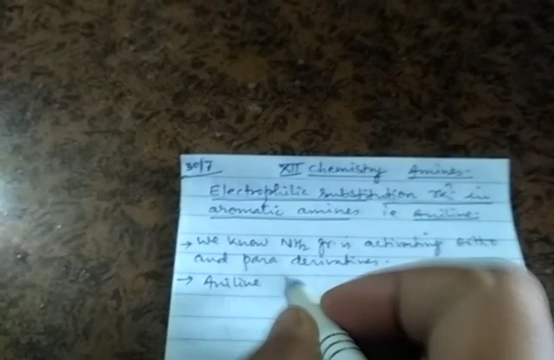 30/7 XII Chemistry Amines.
Electrophilic substitution rxn in
aromatic amines ie Aniline:
→ We know NH2 gr is activating ortho
and para derivatives.
→ Aniline